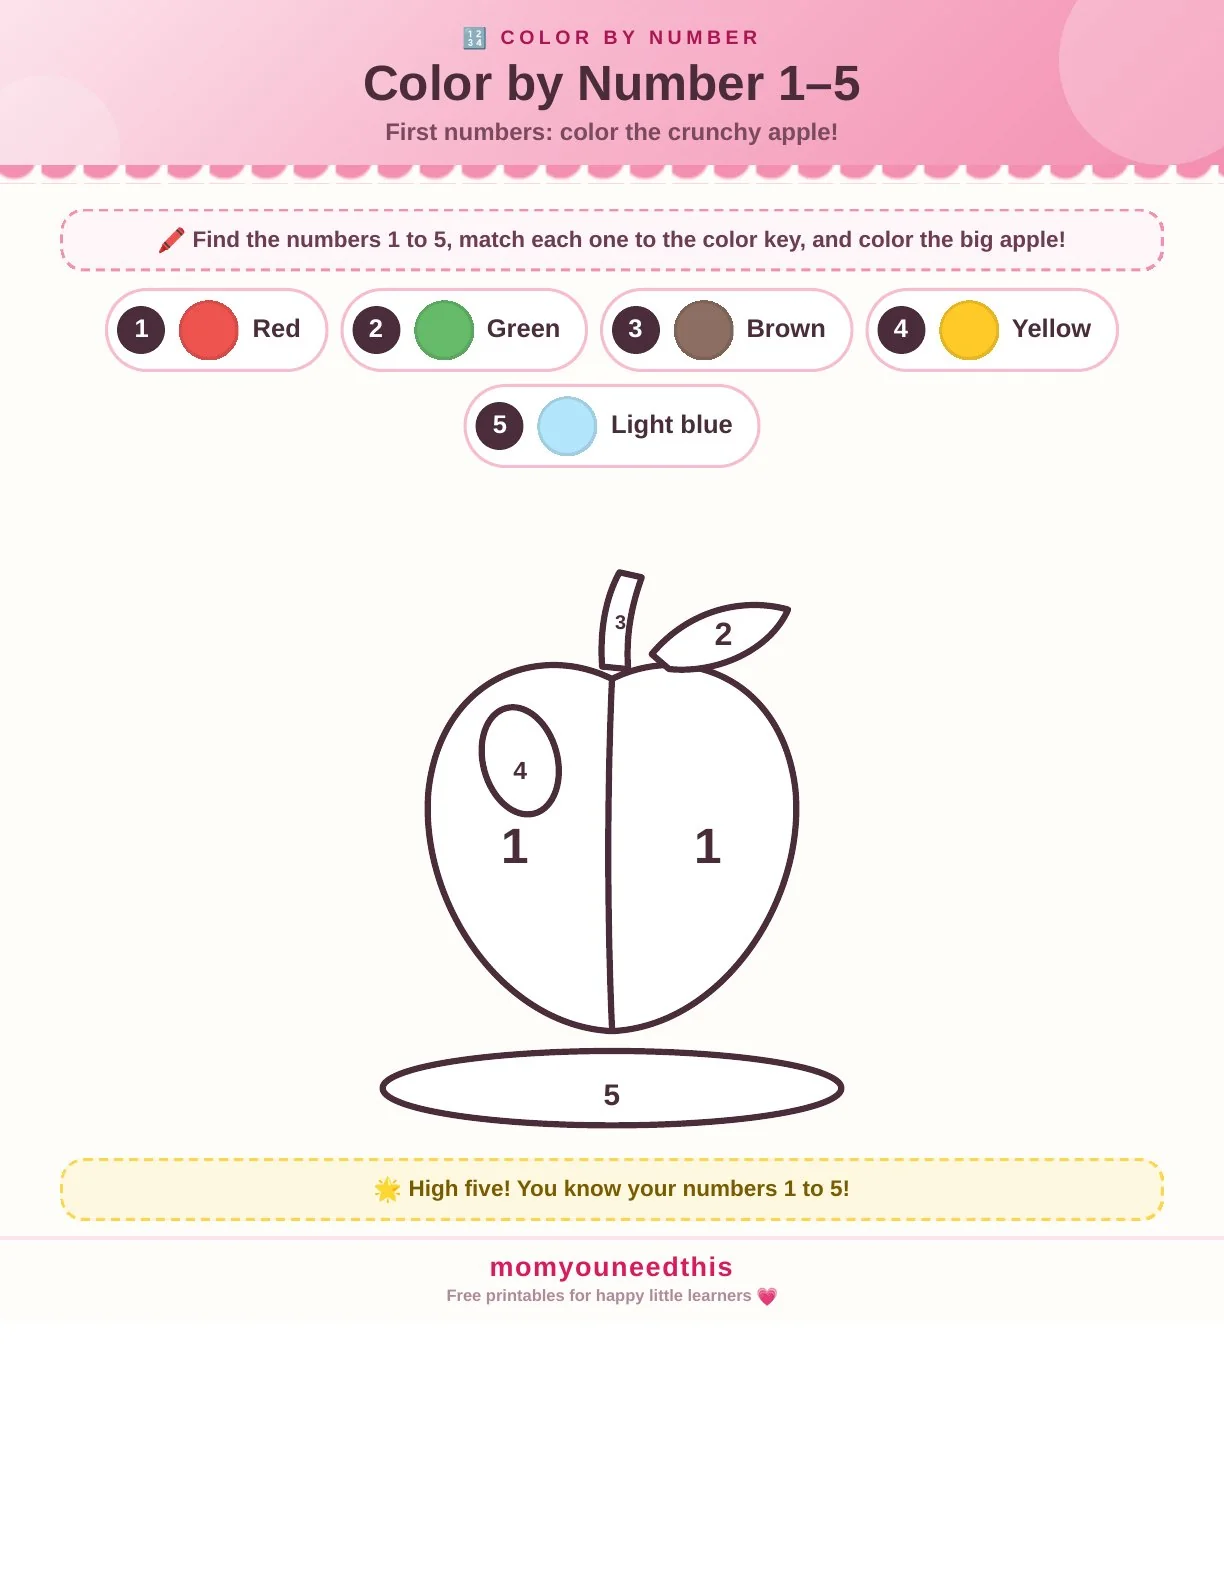 COLOR BY NUMBER
Color by Number 1–5
First numbers: color the crunchy apple!
Find the numbers 1 to 5, match each one to the color key, and color the big apple!
1 Red 2 Green 3 Brown 4 Yellow
5 Light blue
3
2
4
1 1
5
High five! You know your numbers 1 to 5!
momyouneedthis
Free printables for happy little learners